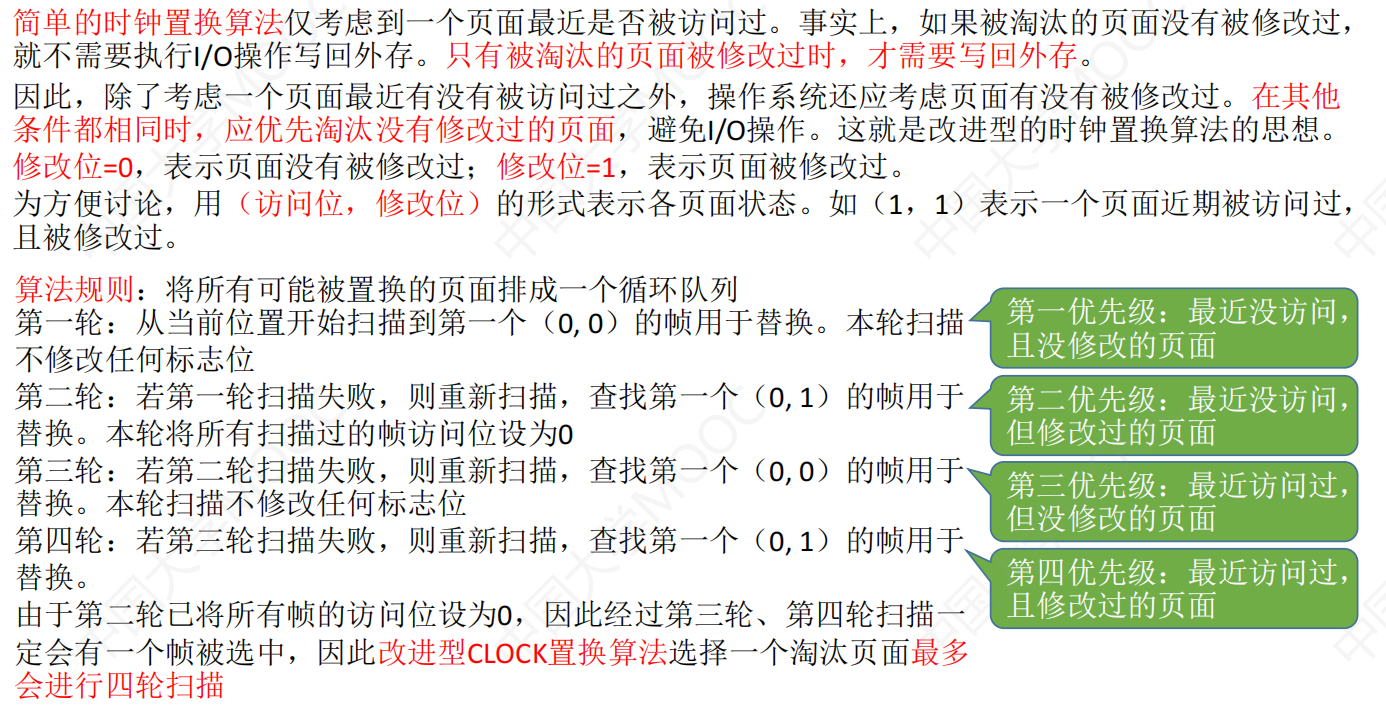 简单的时钟置换算法仅考虑到一个页面最近是否被访问过。事实上，如果被淘汰的页面没有被修改过，
就不需要执行I/O操作写回外存。只有被淘汰的页面被修改过时，才需要写回外存。
因此，除了考虑一个页面最近有没有被访问过之外，操作系统还应考虑页面有没有被修改过。在其他
条件都相同时，应优先淘汰没有修改过的页面，避免I/O操作。这就是改进型的时钟置换算法的思想。
修改位=0，表示页面没有被修改过；修改位=1，表示页面被修改过。
为方便讨论，用（访问位，修改位）的形式表示各页面状态。如（1，1）表示一个页面近期被访问过，
且被修改过。
算法规则：将所有可能被置换的页面排成一个循环队列
第一轮：从当前位置开始扫描到第一个（0, 0）的帧用于替换。本轮扫描
不修改任何标志位
第二轮：若第一轮扫描失败，则重新扫描，查找第一个（0, 1）的帧用于
替换。本轮将所有扫描过的帧访问位设为0
第三轮：若第二轮扫描失败，则重新扫描，查找第一个（0, 0）的帧用于
替换。本轮扫描不修改任何标志位
第四轮：若第三轮扫描失败，则重新扫描，查找第一个（0, 1）的帧用于
替换。
由于第二轮已将所有帧的访问位设为0，因此经过第三轮、第四轮扫描一
定会有一个帧被选中，因此改进型CLOCK置换算法选择一个淘汰页面最多
会进行四轮扫描
第一优先级：最近没访问，
且没修改的页面
第二优先级：最近没访问，
但修改过的页面
第三优先级：最近访问过，
但没修改的页面
第四优先级：最近访问过，
且修改过的页面
中国大学MOOC